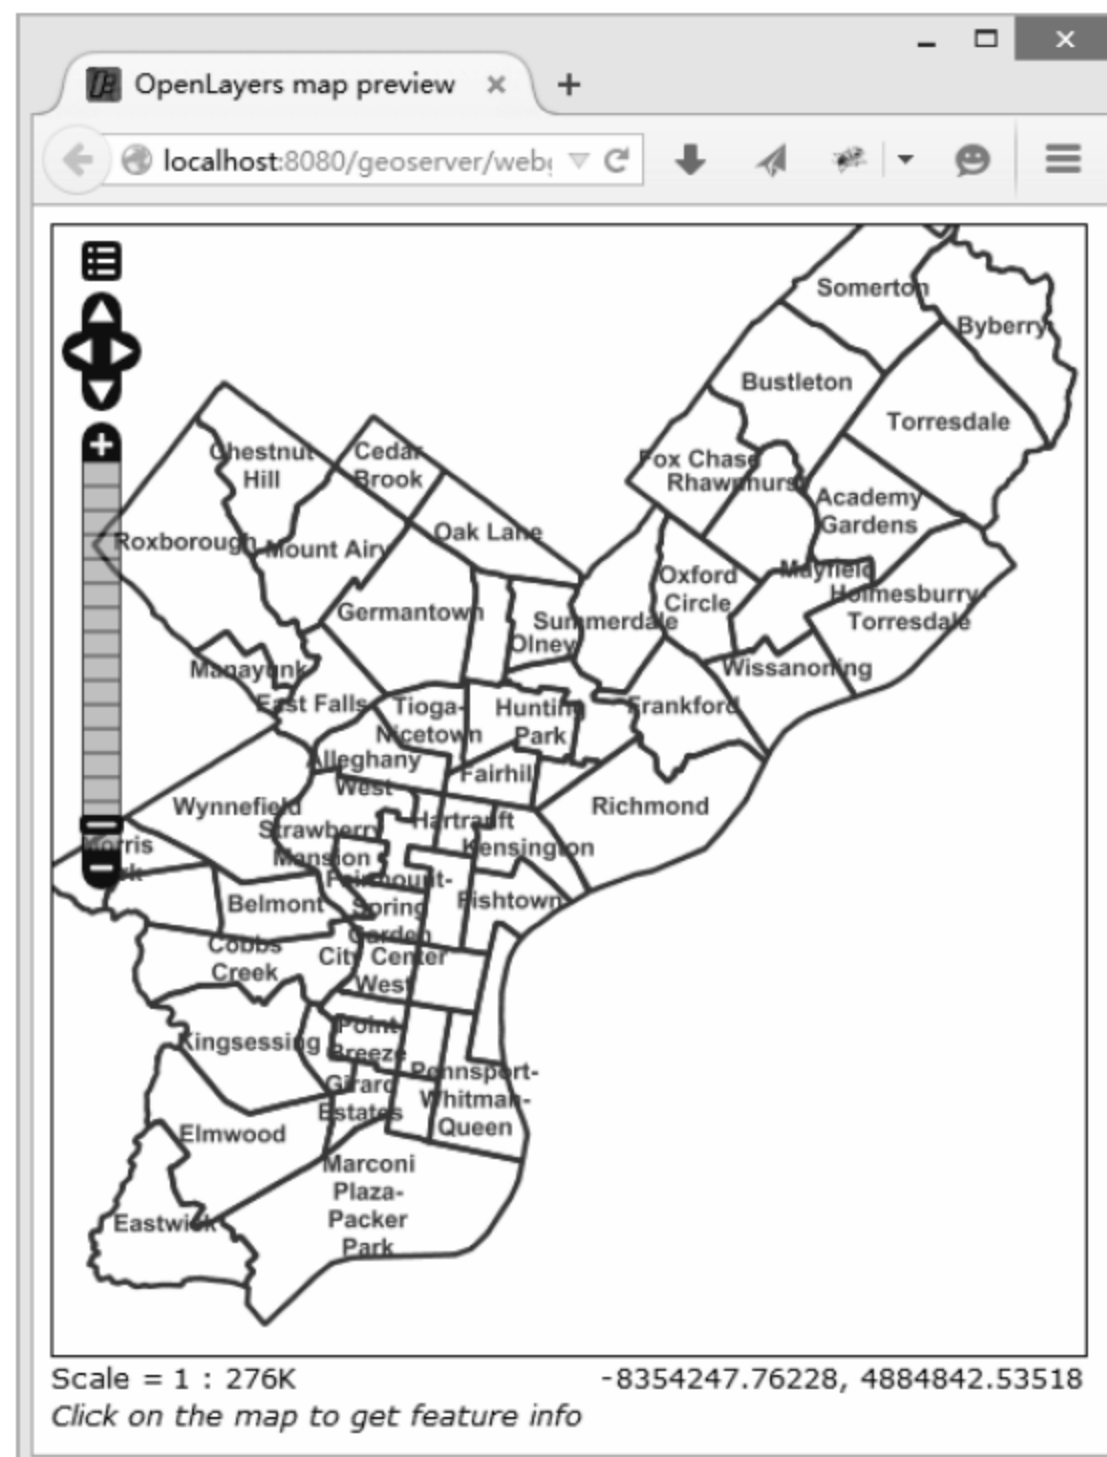 OpenLayers map preview
localhost:8080/geoserver/web
Somerton
Byberry
Bustleton
Torresdale
Chestnut
Hill
Cedar
Brook
Fox Chase
Rhawnhurst
Academy
Gardens
Oak Lane
Roxborough
Mount Airy
Oxford
Circle
Mayfield
Holmesburry-
Torresdale
Germantown
Summerdale
Olney
Manayunk
Wissanoning
East Falls
Tioga-
Nicetown
Hunting
Park
Frankford
Alleghany
West
Fairhill
Wynnefield
Richmond
Strawberry
Mansion
Hartranft
Kensington
Morris
Fairmount-
Spring
Garden
Belmont
Fishtown
Cobbs
Creek
City Center
West
Point
Breeze
Kingsessing
Pennsport-
Whitman-
Queen
Girard
Estates
Elmwood
Marconi
Plaza-
Packer
Park
Eastwick
Scale = 1 : 276K
-8354247.76228, 4884842.53518
Click on the map to get feature info